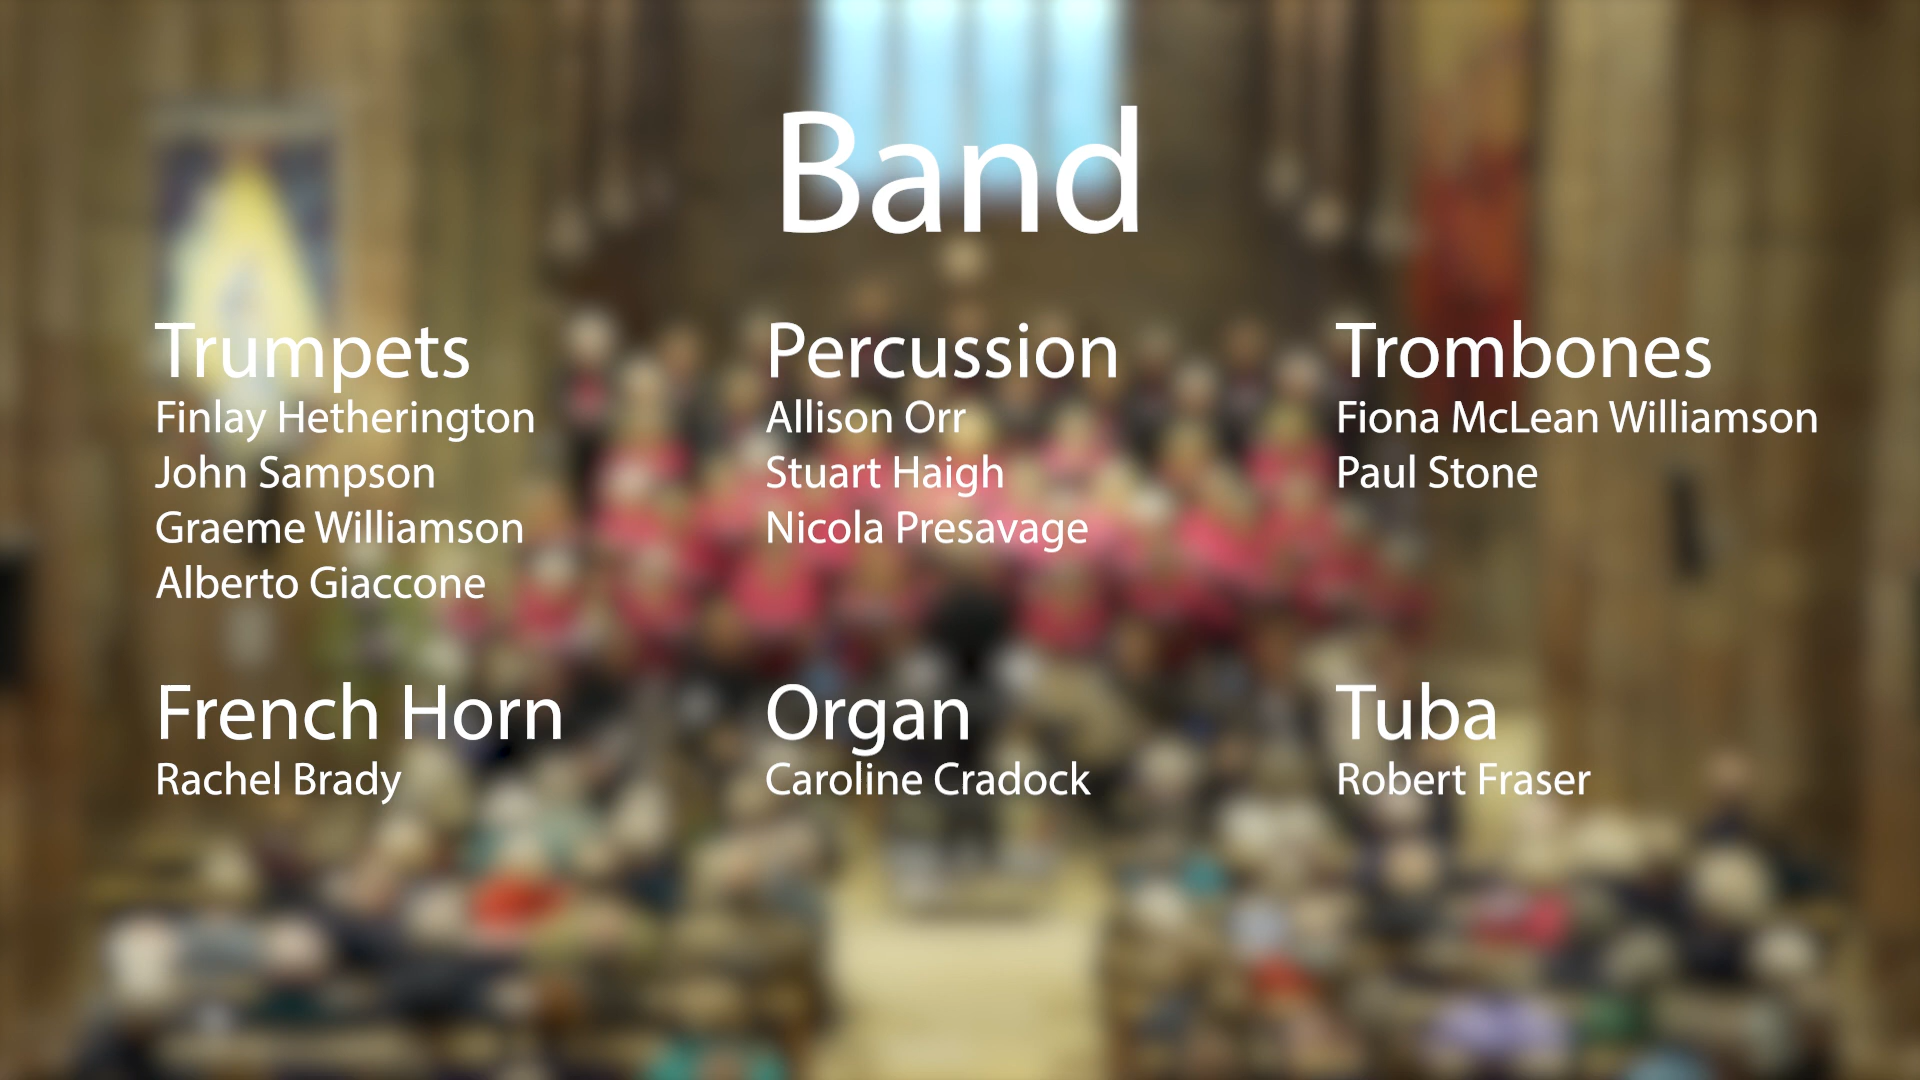 Band
Trumpets
Finlay Hetherington
John Sampson
Graeme Williamson
Alberto Giaccone
Percussion
Allison Orr
Stuart Haigh
Nicola Presavage
Trombones
Fiona McLean Williamson
Paul Stone
French Horn
Rachel Brady
Organ
Caroline Cradock
Tuba
Robert Fraser